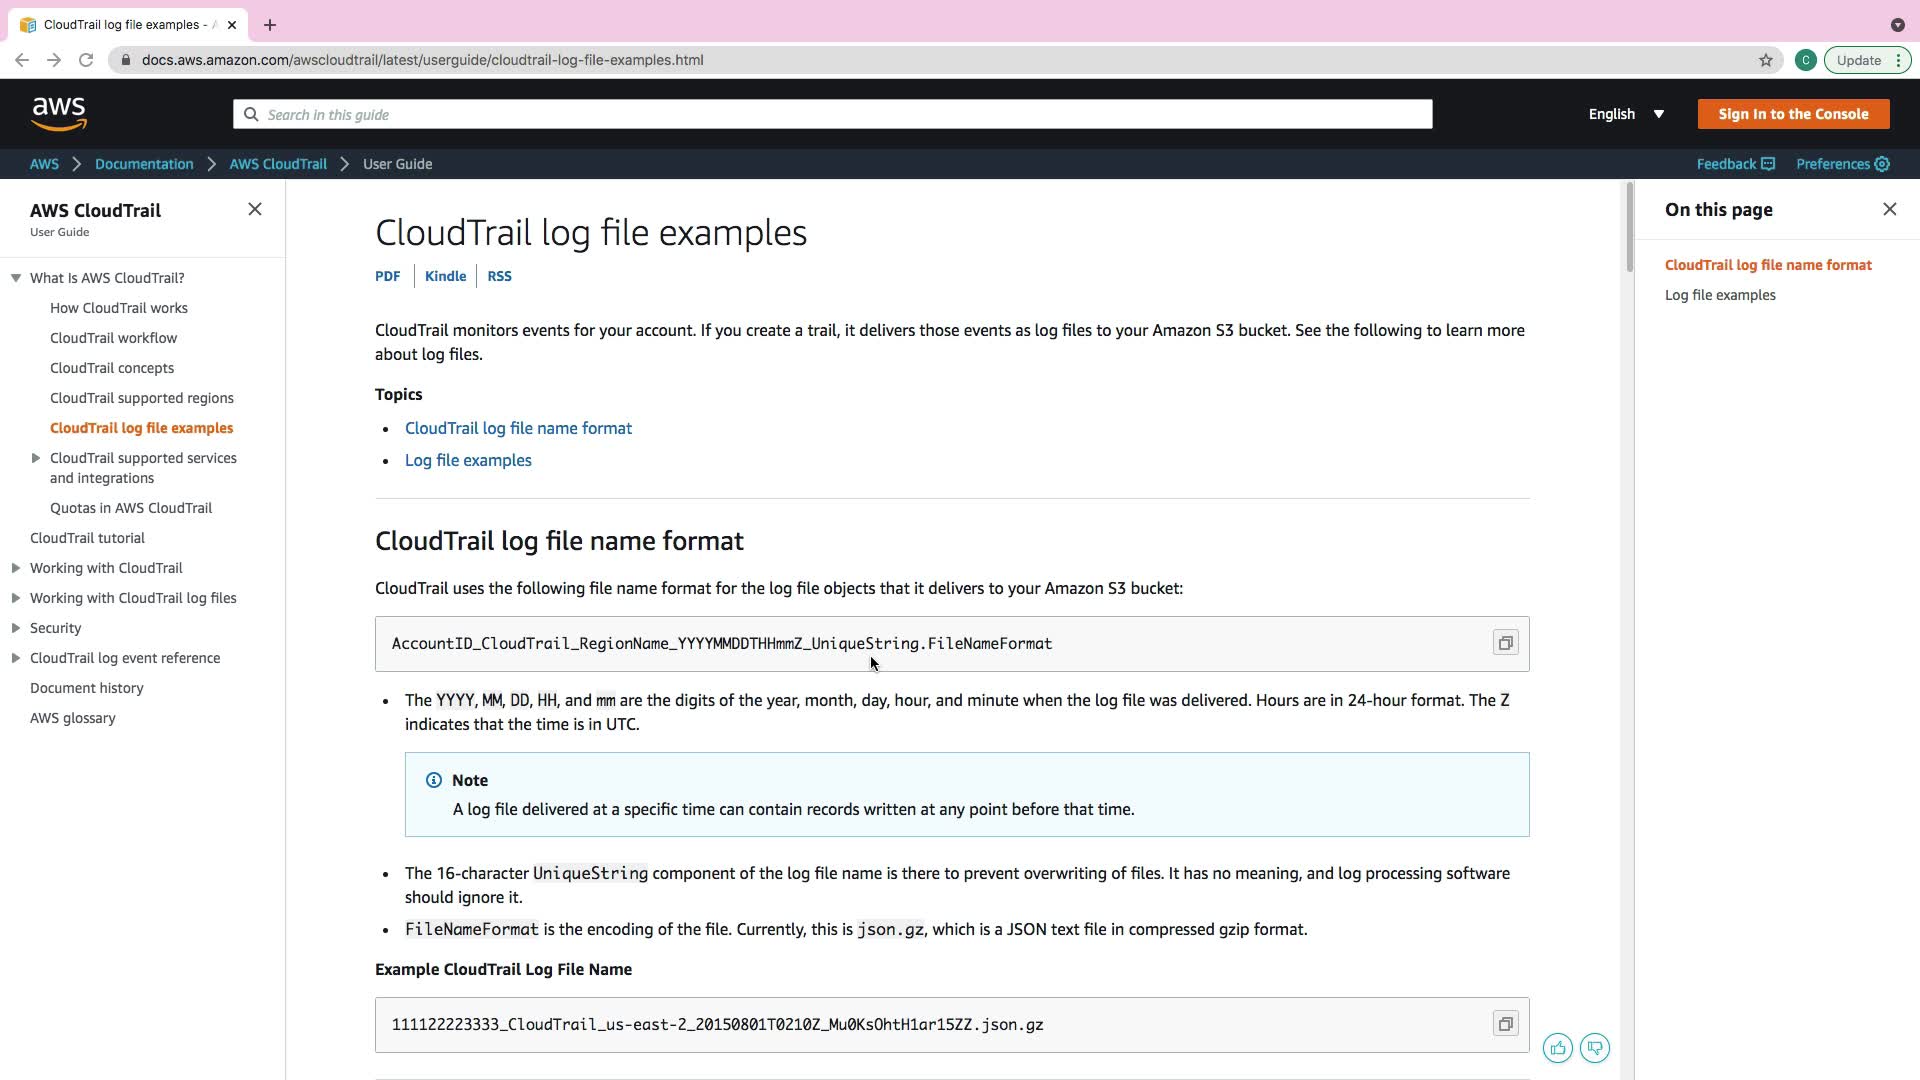 CloudTrail log file examples - A
docs.aws.amazon.com/awscloudtrail/latest/userguide/cloudtrail-log-file-examples.html
C
Update
aws
Search in this guide
English
Sign In to the Console
AWS
Documentation
AWS CloudTrail
User Guide
Feedback
Preferences
AWS CloudTrail
User Guide
What Is AWS CloudTrail?
How CloudTrail works
CloudTrail workflow
CloudTrail concepts
CloudTrail supported regions
CloudTrail log file examples
CloudTrail supported services
and integrations
Quotas in AWS CloudTrail
CloudTrail tutorial
Working with CloudTrail
Working with CloudTrail log files
Security
CloudTrail log event reference
Document history
AWS glossary
CloudTrail log file examples
PDF
Kindle
RSS
CloudTrail monitors events for your account. If you create a trail, it delivers those events as log files to your Amazon S3 bucket. See the following to learn more
about log files.
Topics
• CloudTrail log file name format
• Log file examples
CloudTrail log file name format
CloudTrail uses the following file name format for the log file objects that it delivers to your Amazon S3 bucket:
AccountID_CloudTrail_RegionName_YYYYMMDDTHHmmZ_UniqueString.FileNameFormat
• The YYYY, MM, DD, HH, and mm are the digits of the year, month, day, hour, and minute when the log file was delivered. Hours are in 24-hour format. The Z
indicates that the time is in UTC.
Note
A log file delivered at a specific time can contain records written at any point before that time.
• The 16-character UniqueString component of the log file name is there to prevent overwriting of files. It has no meaning, and log processing software
should ignore it.
• FileNameFormat is the encoding of the file. Currently, this is json.gz, which is a JSON text file in compressed gzip format.
Example CloudTrail Log File Name
111122223333_CloudTrail_us-east-2_20150801T0210Z_Mu0KsOhtH1ar15ZZ.json.gz
On this page
CloudTrail log file name format
Log file examples